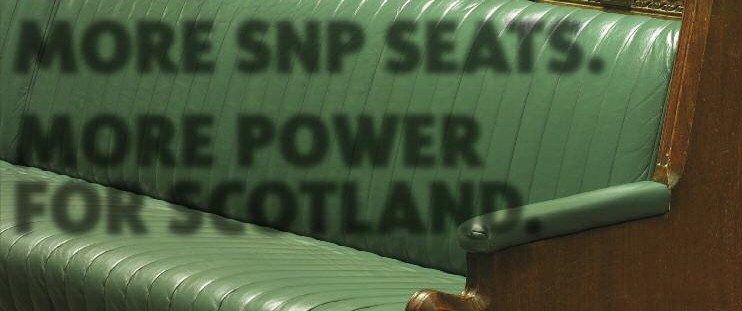 MORE SNP SEATS.
MORE POWER
FOR SCOTLAND.